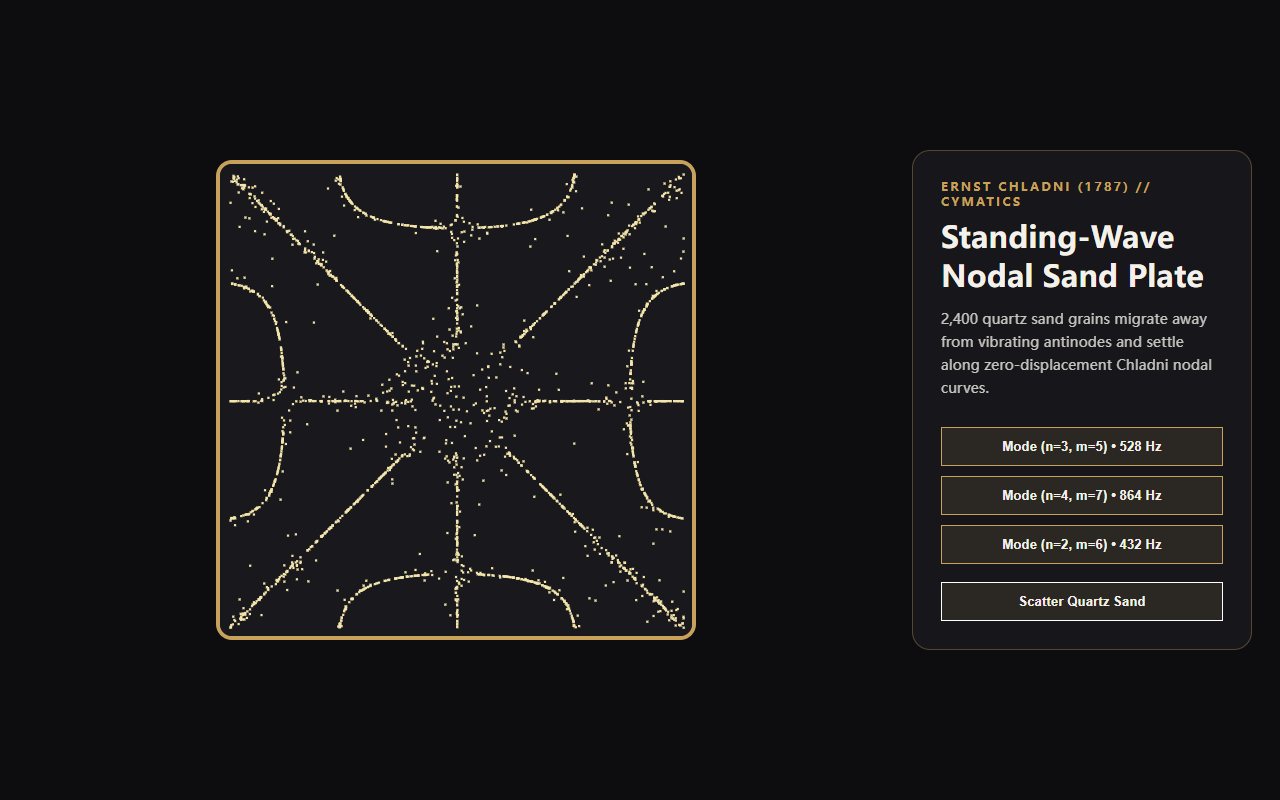 ERNST CHLADNI (1787) //
CYMATICS
Standing-Wave
Nodal Sand Plate
2,400 quartz sand grains migrate away
from vibrating antinodes and settle
along zero-displacement Chladni nodal
curves.
Mode (n=3, m=5) • 528 Hz
Mode (n=4, m=7) • 864 Hz
Mode (n=2, m=6) • 432 Hz
Scatter Quartz Sand